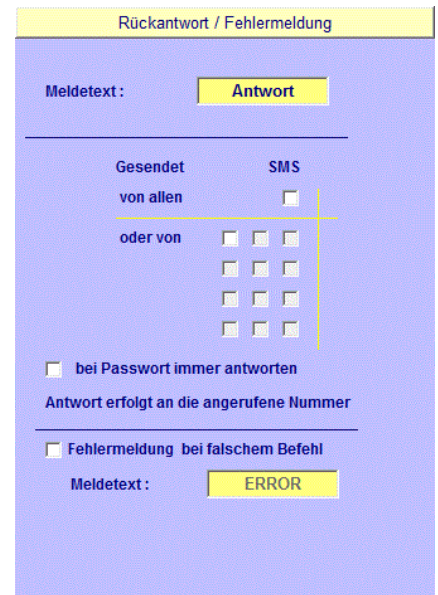 Rückantwort / Fehlermeldung
Meldetext : Antwort
Gesendet SMS
von allen
oder von
bei Passwort immer antworten
Antwort erfolgt an die angerufene Nummer
Fehlermeldung bei falschem Befehl
Meldetext : ERROR